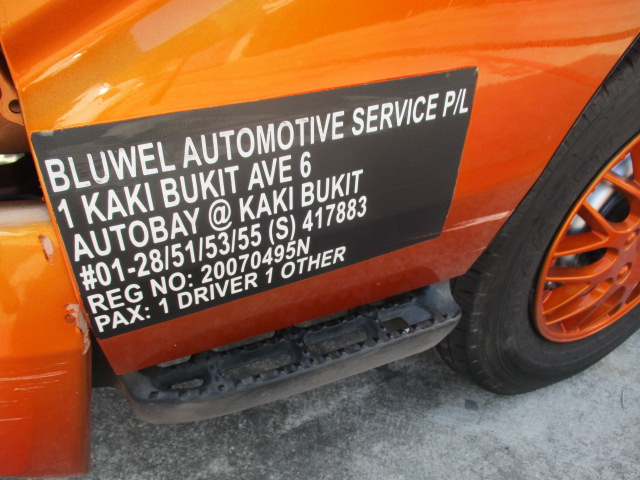 BLUWEL AUTOMOTIVE SERVICE P/L
1 KAKI BUKIT AVE 6
AUTOBAY @ KAKI BUKIT
#01-28/51/53/55 (S) 417883
REG NO: 20070495N
PAX: 1 DRIVER 1 OTHER